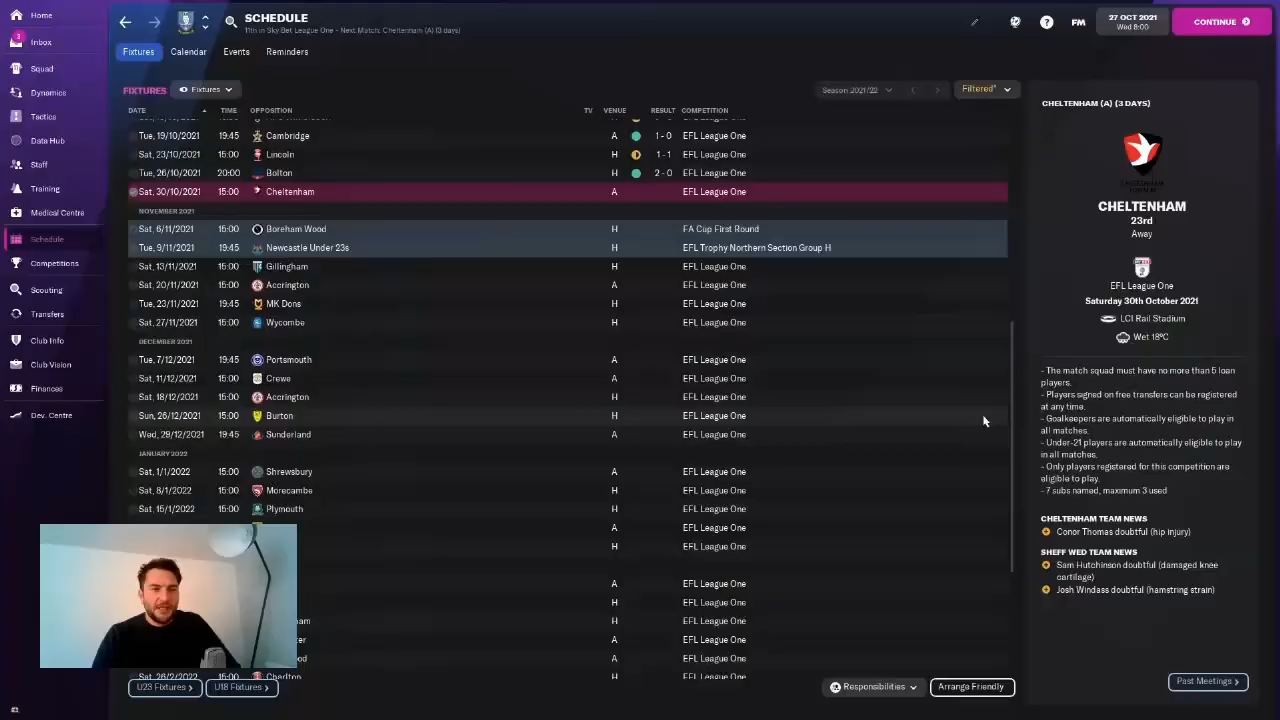 Home
SCHEDULE
11th in Sky Bet League One - Next Match: Cheltenham (A) (3 days)
FM
27 OCT 2021
Wed 8:00
CONTINUE
3
Inbox
Squad
Dynamics
Tactics
Data Hub
Staff
Training
Medical Centre
Schedule
Competitions
Scouting
Transfers
Club Info
Club Vision
Finances
Dev. Centre
Fixtures Calendar Events Reminders
FIXTURES Fixtures Season 2021/22 Filtered*
DATE TIME OPPOSITION TV VENUE RESULT COMPETITION
Tue, 19/10/2021 19:45 Cambridge A 1 - 0 EFL League One
Sat, 23/10/2021 15:00 Lincoln H 1 - 1 EFL League One
Tue, 26/10/2021 20:00 Bolton H 2 - 0 EFL League One
Sat, 30/10/2021 15:00 Cheltenham A EFL League One
NOVEMBER 2021
Sat, 6/11/2021 15:00 Boreham Wood H FA Cup First Round
Tue, 9/11/2021 19:45 Newcastle Under 23s H EFL Trophy Northern Section Group H
Sat, 13/11/2021 15:00 Gillingham H EFL League One
Sat, 20/11/2021 15:00 Accrington A EFL League One
Tue, 23/11/2021 19:45 MK Dons H EFL League One
Sat, 27/11/2021 15:00 Wycombe H EFL League One
DECEMBER 2021
Tue, 7/12/2021 19:45 Portsmouth A EFL League One
Sat, 11/12/2021 15:00 Crewe A EFL League One
Sat, 18/12/2021 15:00 Accrington A EFL League One
Sun, 26/12/2021 15:00 Burton H EFL League One
Wed, 29/12/2021 19:45 Sunderland A EFL League One
JANUARY 2022
Sat, 1/1/2022 15:00 Shrewsbury A EFL League One
Sat, 8/1/2022 15:00 Morecambe H EFL League One
Sat, 15/1/2022 15:00 Plymouth H EFL League One
A EFL League One
H EFL League One
A EFL League One
H EFL League One
ham H EFL League One
ter A EFL League One
ood A EFL League One
Sat, 26/2/2022 15:00 Charlton H EFL League One
U23 Fixtures > U18 Fixtures > Responsibilities Arrange Friendly
CHELTENHAM (A) (3 DAYS)
CHELTENHAM
23rd
Away
EFL League One
Saturday 30th October 2021
LCI Rail Stadium
Wet 18°C
- The match squad must have no more than 5 loan
players.
- Players signed on free transfers can be registered
at any time.
- Goalkeepers are automatically eligible to play in
all matches.
- Under-21 players are automatically eligible to play
in all matches.
- Only players registered for this competition are
eligible to play.
- 7 subs named, maximum 3 used
CHELTENHAM TEAM NEWS
Conor Thomas doubtful (hip injury)
SHEFF WED TEAM NEWS
Sam Hutchinson doubtful (damaged knee
cartilage)
Josh Windass doubtful (hamstring strain)
Past Meetings >